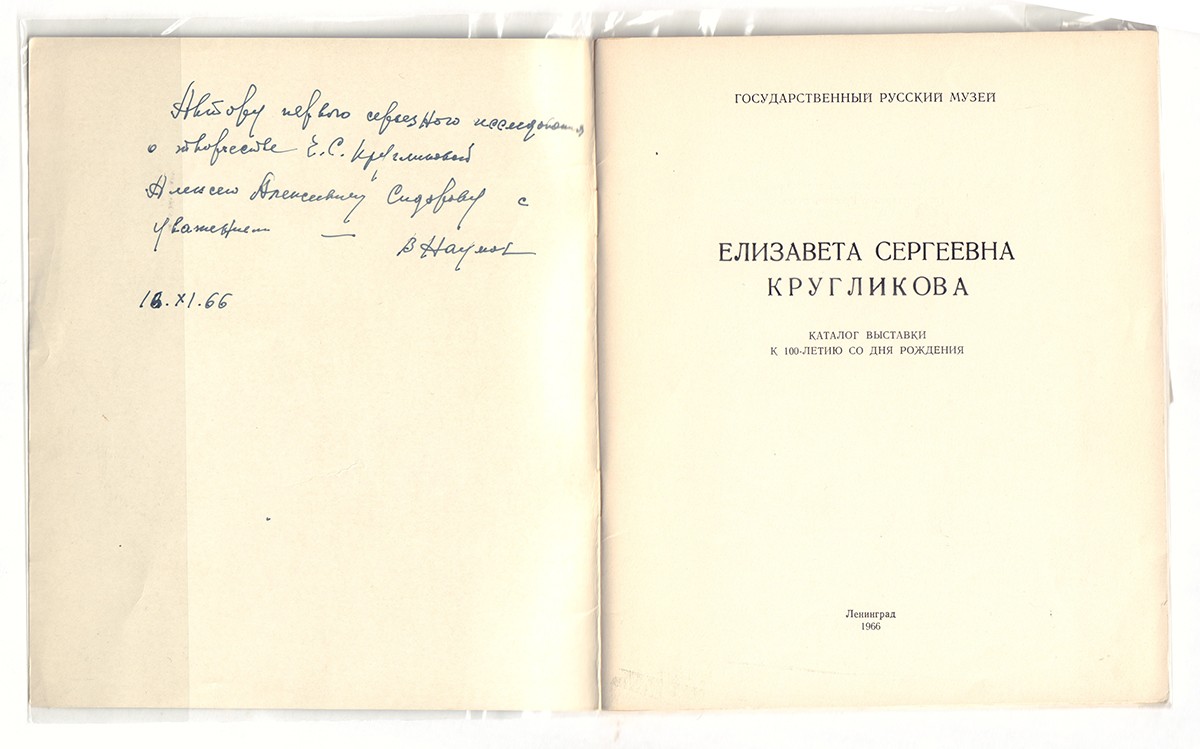 Автору первого серьезного исследования
о творчестве Е.С. Кругликовой
Алексею Алексеевичу Сидорову с
уважением —
В Наумов
18.XI.66
ГОСУДАРСТВЕННЫЙ РУССКИЙ МУЗЕЙ
ЕЛИЗАВЕТА СЕРГЕЕВНА
КРУГЛИКОВА
КАТАЛОГ ВЫСТАВКИ
К 100-ЛЕТИЮ СО ДНЯ РОЖДЕНИЯ
Ленинград
1966